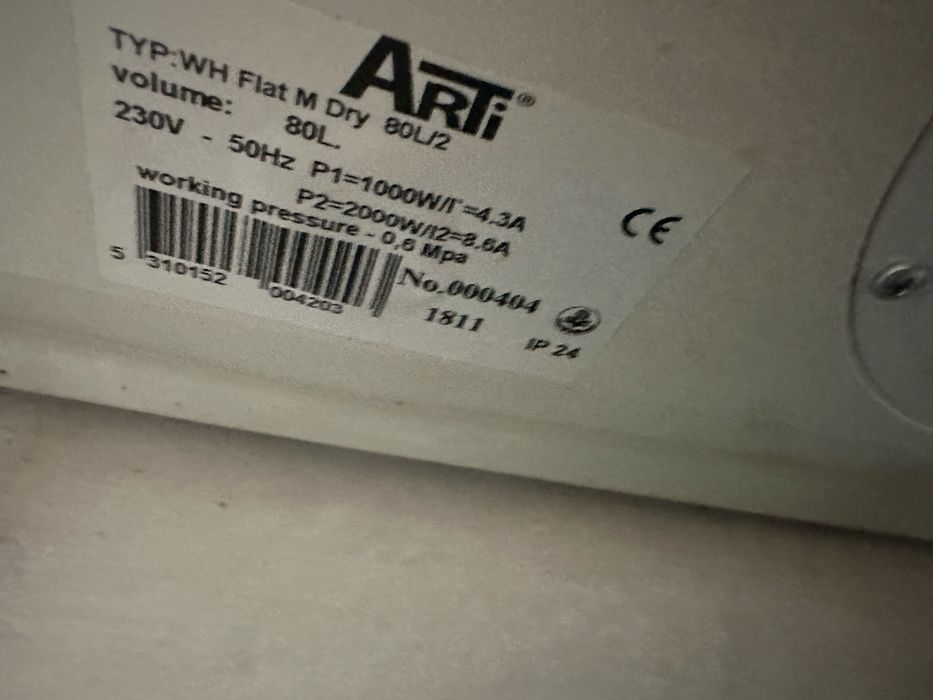 ARTi®
TYP:WH Flat M Dry 80L/2
volume: 80L.
230V - 50Hz P1=1000W/I'=4,3A
P2=2000W/I2=8,6A
working pressure - 0,6 Mpa
CE
5 310152 004203
No.000404
1811
IP 24